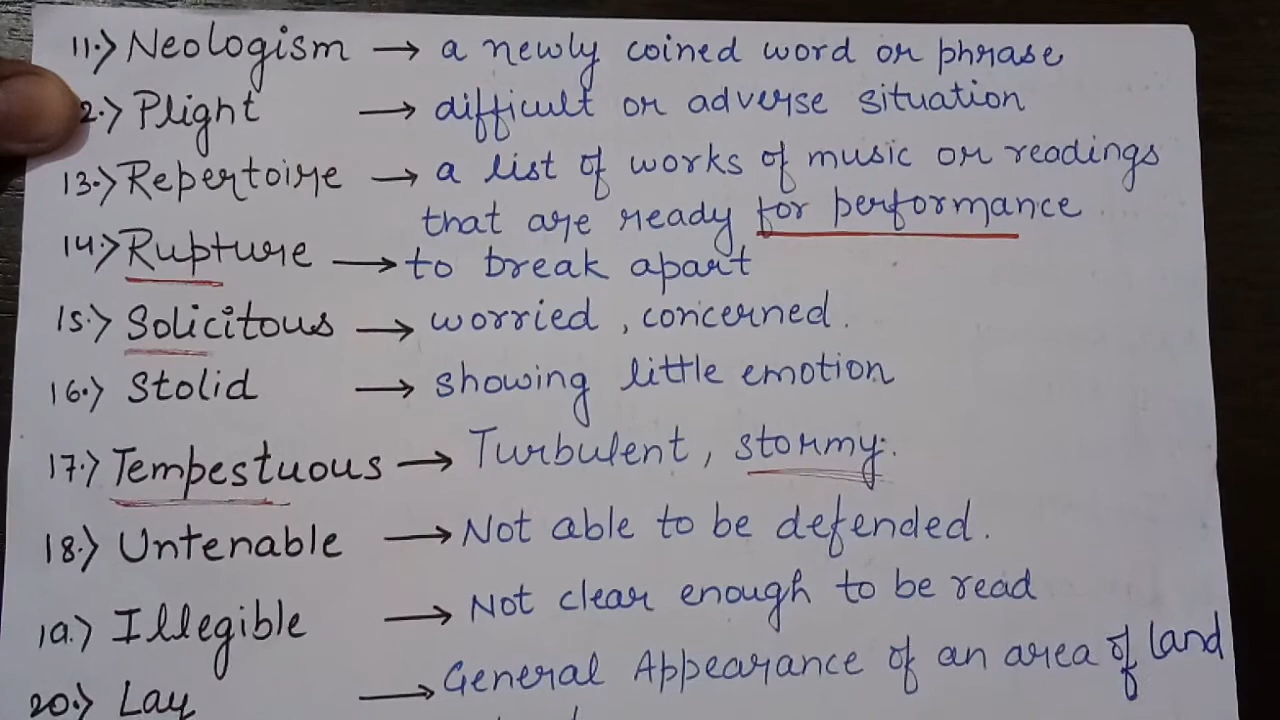 11.) Neologism → a newly coined word or phrase
2.) Plight → difficult or adverse situation
13.) Repertoire → a list of works of music or readings
that are ready for performance
14.) Rupture → to break apart
15.) Solicitous → worried, concerned.
16.) Stolid → showing little emotion
17.) Tempestuous → Turbulent, stormy.
18.) Untenable → Not able to be defended.
19.) Illegible → Not clear enough to be read
20.) Lay → General Appearance of an area of land